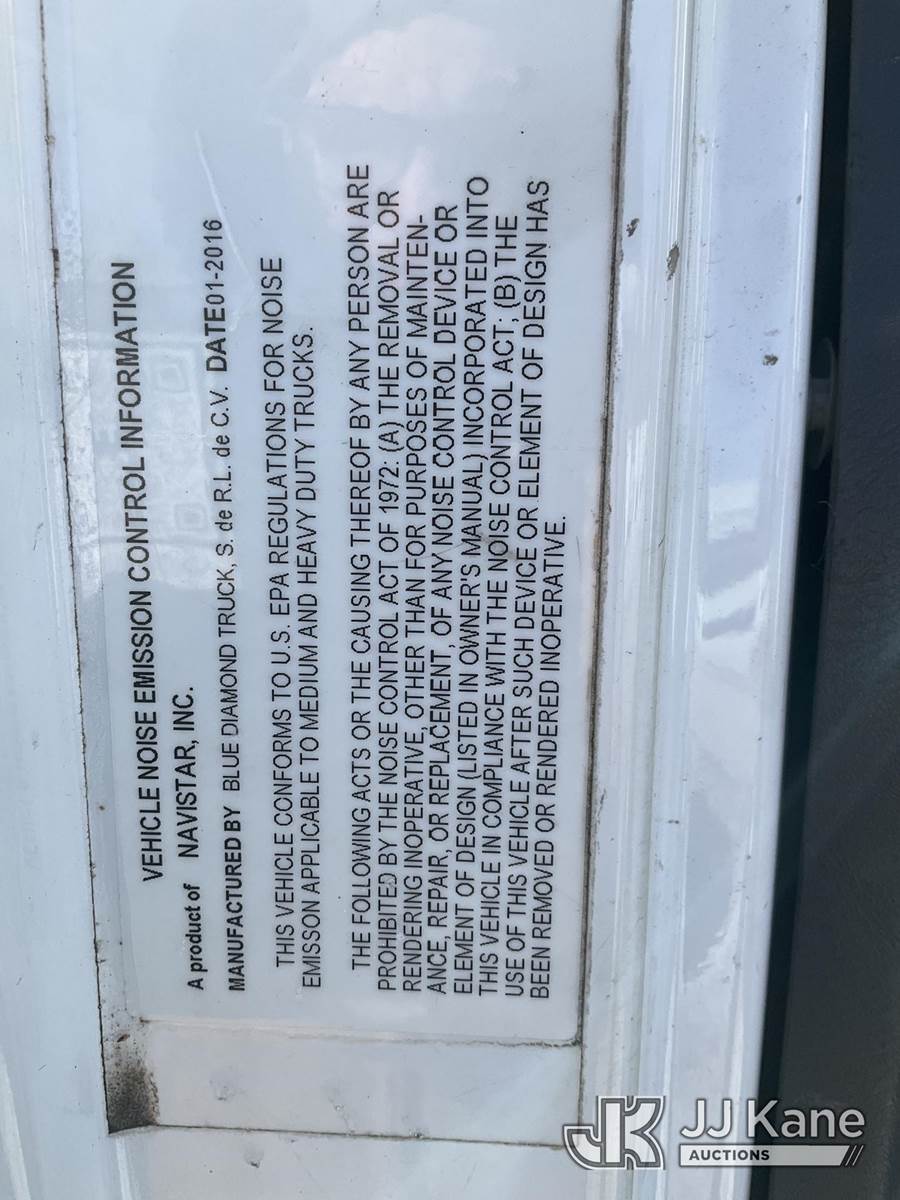 VEHICLE NOISE EMISSION CONTROL INFORMATION
A product of NAVISTAR, INC.
MANUFACTURED BY BLUE DIAMOND TRUCK, S. de R.L. de C.V. DATE01-2016
THIS VEHICLE CONFORMS TO U.S. EPA REGULATIONS FOR NOISE
EMISSON APPLICABLE TO MEDIUM AND HEAVY DUTY TRUCKS.
THE FOLLOWING ACTS OR THE CAUSING THEREOF BY ANY PERSON ARE
PROHIBITED BY THE NOISE CONTROL ACT OF 1972: (A) THE REMOVAL OR
RENDERING INOPERATIVE, OTHER THAN FOR PURPOSES OF MAINTEN-
ANCE, REPAIR, OR REPLACEMENT, OF ANY NOISE CONTROL DEVICE OR
ELEMENT OF DESIGN (LISTED IN OWNER'S MANUAL) INCORPORATED INTO
THIS VEHICLE IN COMPLIANCE WITH THE NOISE CONTROL ACT; (B) THE
USE OF THIS VEHICLE AFTER SUCH DEVICE OR ELEMENT OF DESIGN HAS
BEEN REMOVED OR RENDERED INOPERATIVE.
JK JJ Kane
AUCTIONS